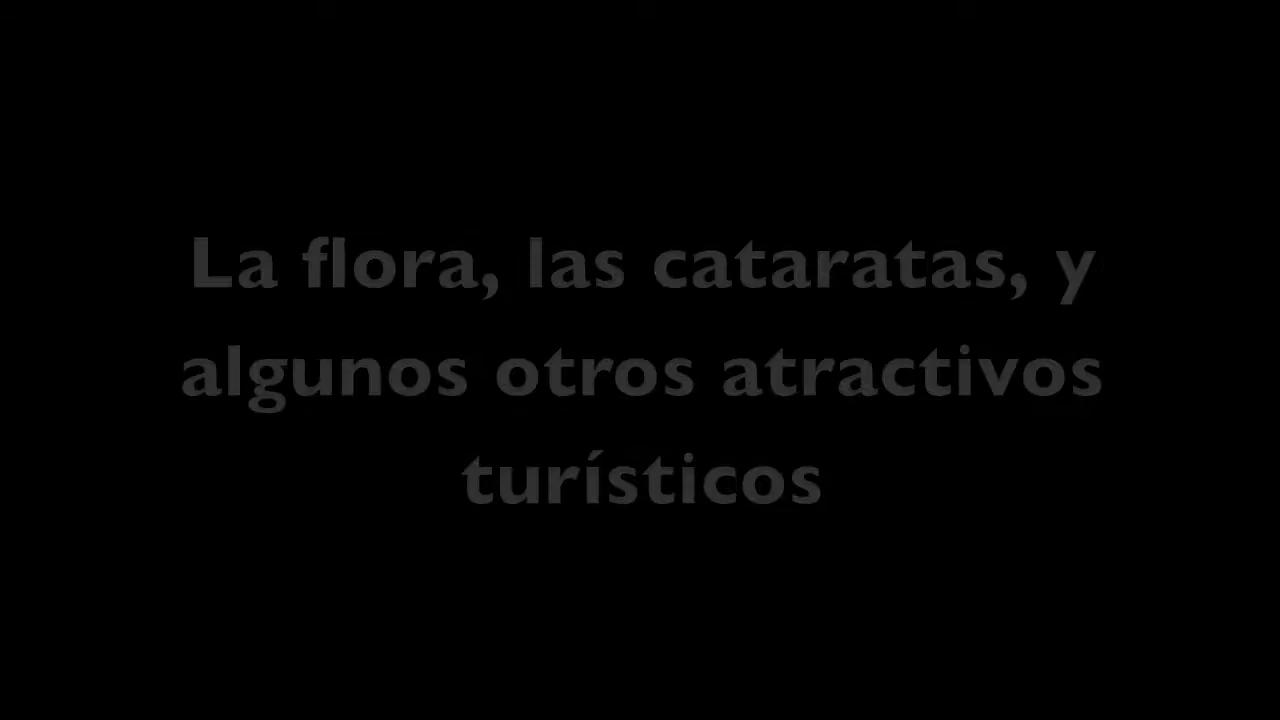 La flora, las cataratas, y
algunos otros atractivos
turísticos